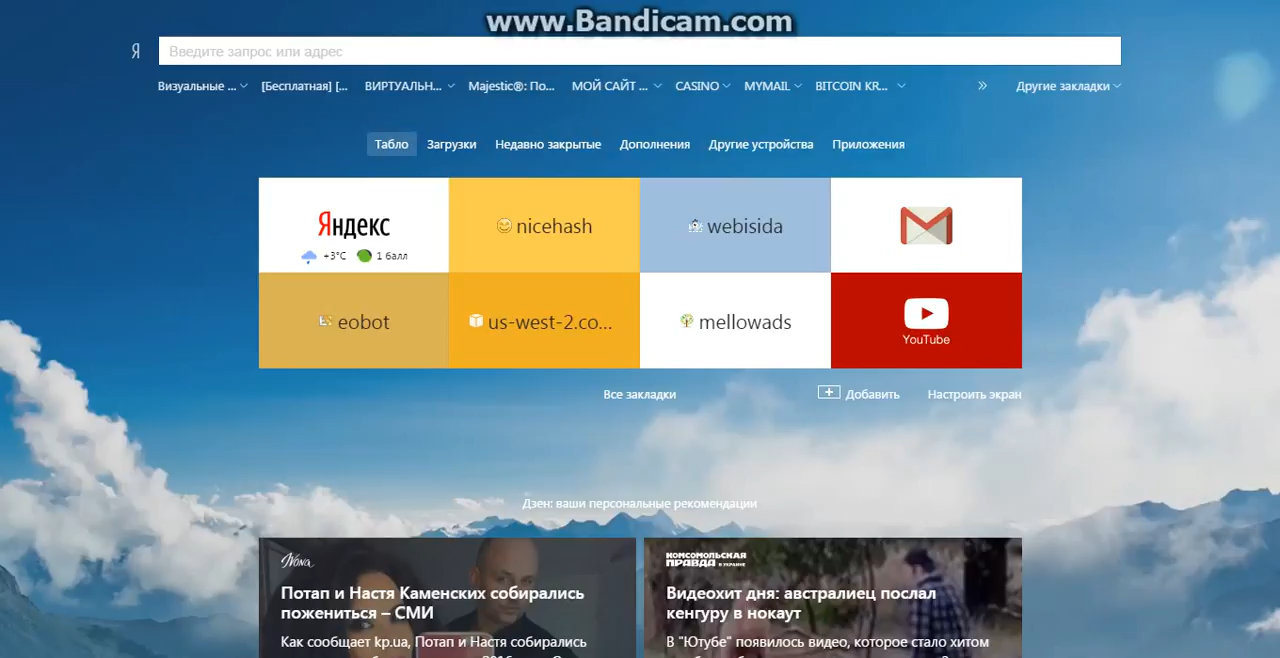 www.Bandicam.com
Я Введите запрос или адрес
Визуальные ... [Бесплатная] [... ВИРТУАЛЬН... Majestic®: По... МОЙ САЙТ ... CASINO MYMAIL BITCOIN KR... » Другие закладки
Табло Загрузки Недавно закрытые Дополнения Другие устройства Приложения
Яндекс
+3°C 1 балл
nicehash
webisida
eobot
us-west-2.co...
mellowads
YouTube
Все закладки Добавить Настроить экран
Дзен: ваши персональные рекомендации
Потап и Настя Каменских собирались
пожениться – СМИ
Как сообщает kp.ua, Потап и Настя собирались
КОМСОМОЛЬСКАЯ
ПРАВДА В УКРАИНЕ
Видеохит дня: австралиец послал
кенгуру в нокаут
В "Ютубе" появилось видео, которое стало хитом